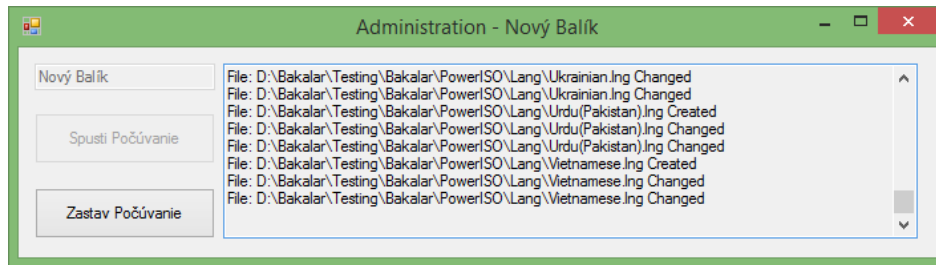 Administration - Nový Balík
Nový Balík
Spusti Počúvanie
Zastav Počúvanie
File: D:\Bakalar\Testing\Bakalar\PowerISO\Lang\Ukrainian.lng Changed
File: D:\Bakalar\Testing\Bakalar\PowerISO\Lang\Ukrainian.lng Changed
File: D:\Bakalar\Testing\Bakalar\PowerISO\Lang\Urdu(Pakistan).lng Created
File: D:\Bakalar\Testing\Bakalar\PowerISO\Lang\Urdu(Pakistan).lng Changed
File: D:\Bakalar\Testing\Bakalar\PowerISO\Lang\Urdu(Pakistan).lng Changed
File: D:\Bakalar\Testing\Bakalar\PowerISO\Lang\Vietnamese.lng Created
File: D:\Bakalar\Testing\Bakalar\PowerISO\Lang\Vietnamese.lng Changed
File: D:\Bakalar\Testing\Bakalar\PowerISO\Lang\Vietnamese.lng Changed